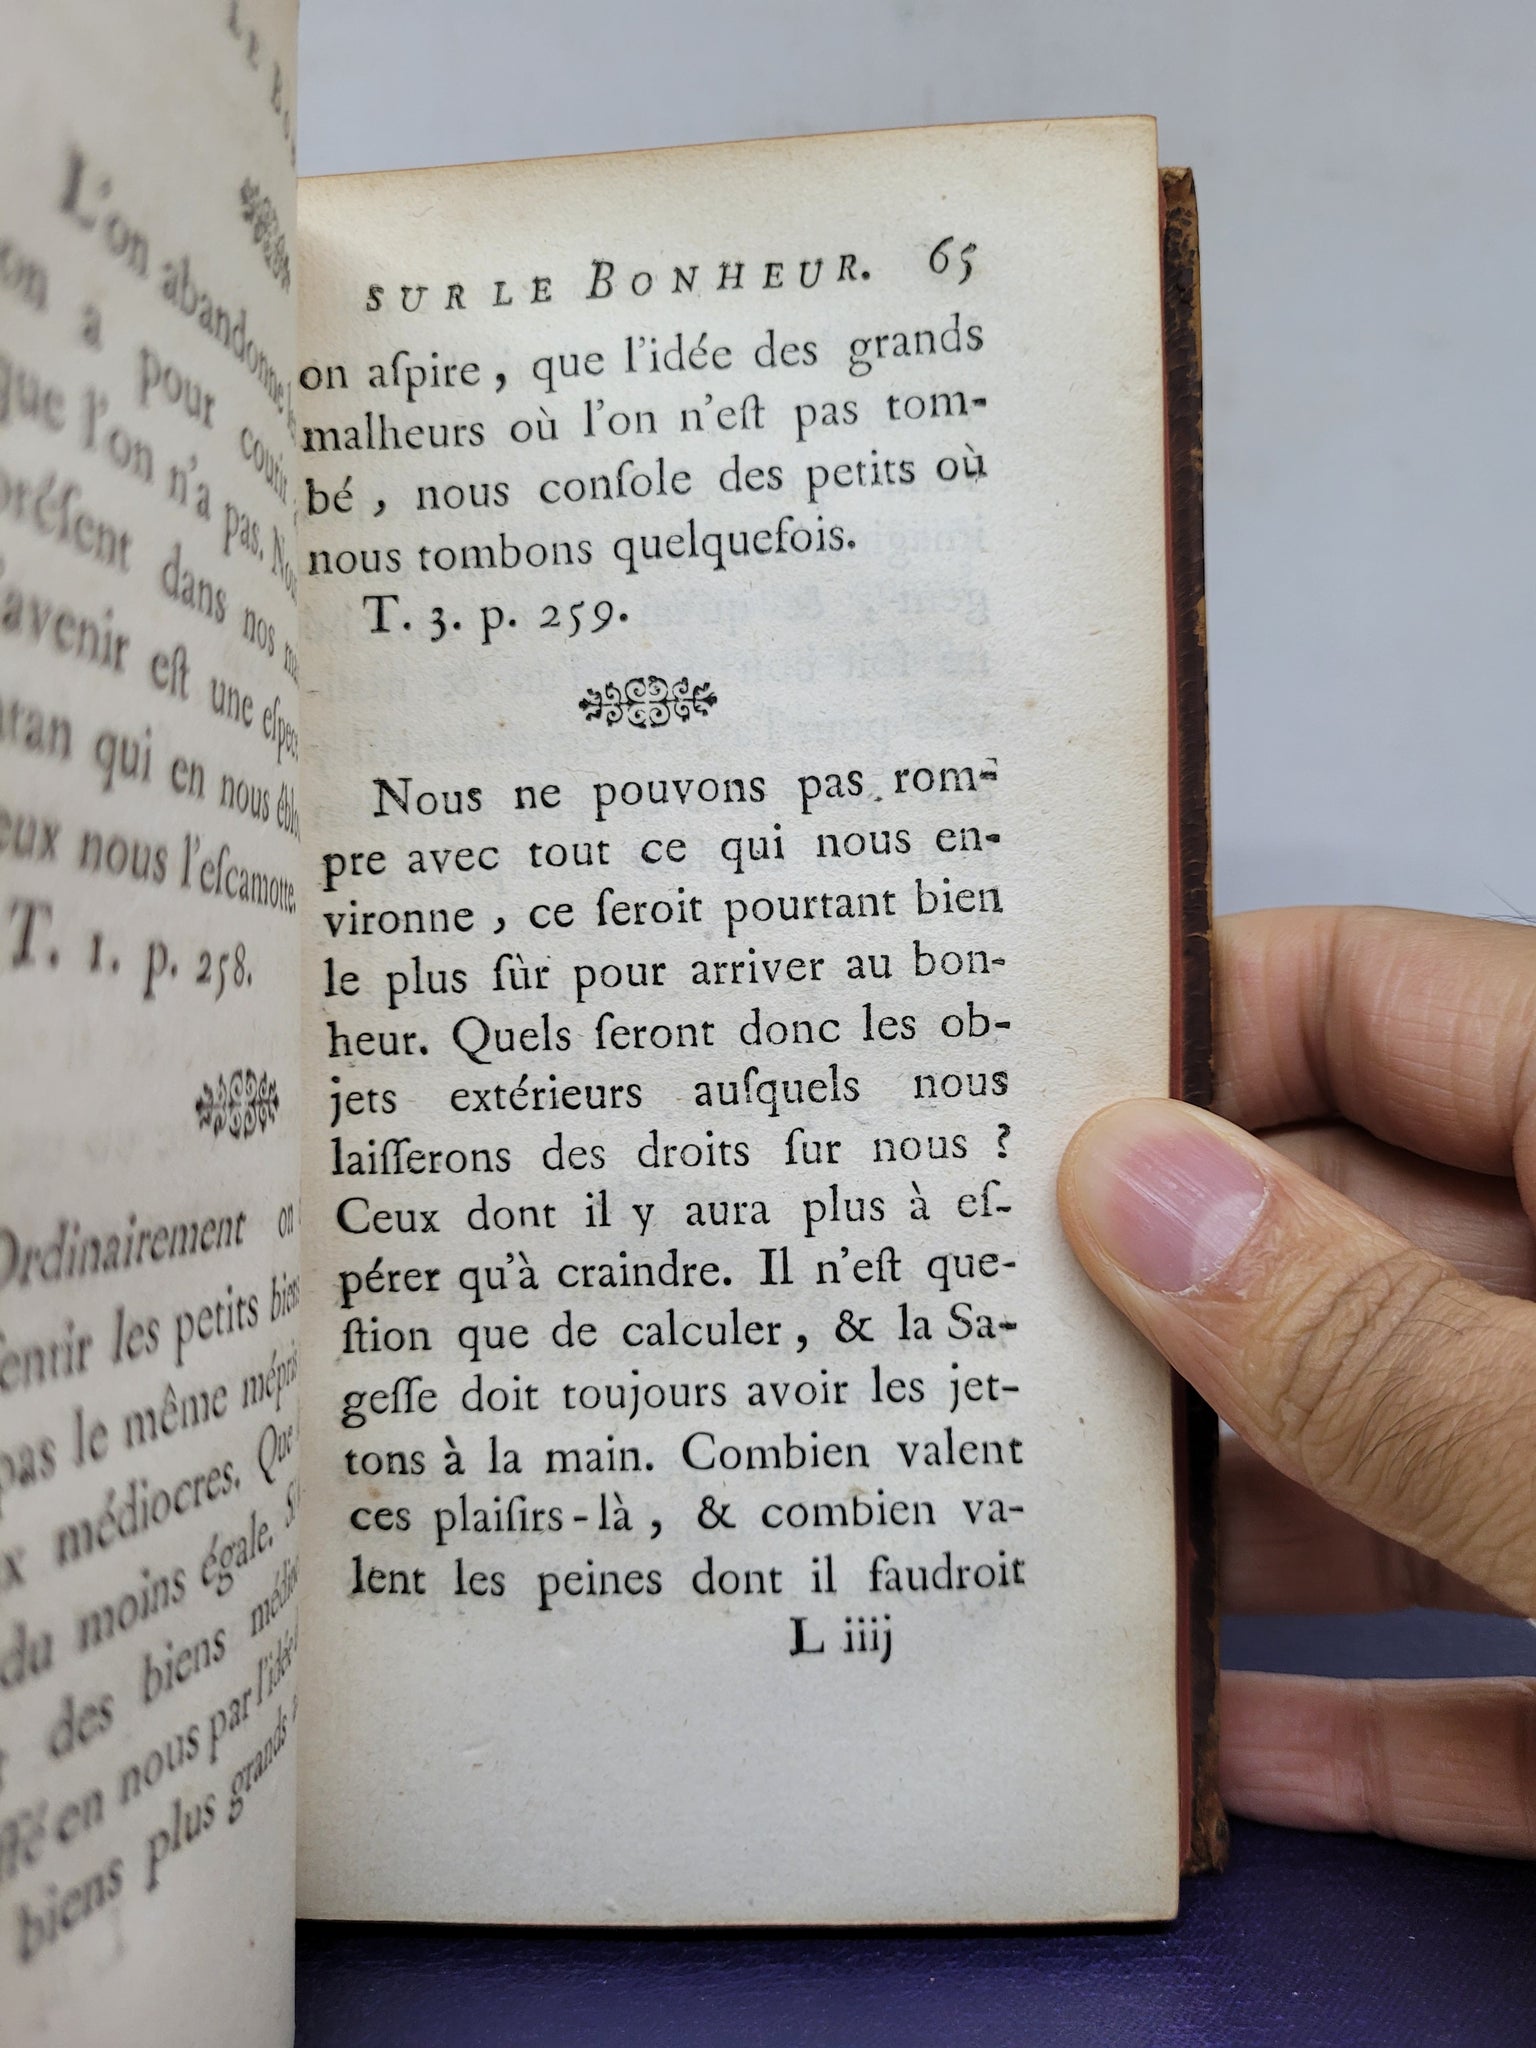 LE BO
L'on abandonne les
on a pour courir
que l'on n'a pas. Nous
préſent dans nos
l'avenir eſt une eſpece
tan qui en nous éblo
eux nous l'eſcamotte.
T. 1. p. 258.
Ordinairement on
ſentir les petits biens
pas le même mépris
x médiocres. Que
du moins égale. Si
des biens médio
en nous par l'idée
biens plus grands
SUR LE BONHEUR. 65
on aſpire, que l'idée des grands
malheurs où l'on n'eſt pas tom-
bé, nous conſole des petits où
nous tombons quelquefois.
T. 3. p. 259.
Nous ne pouvons pas rom-
pre avec tout ce qui nous en-
vironne, ce ſeroit pourtant bien
le plus ſùr pour arriver au bon-
heur. Quels ſeront donc les ob-
jets extérieurs auſquels nous
laiſſerons des droits ſur nous ?
Ceux dont il y aura plus à eſ-
pérer qu'à craindre. Il n'eſt que-
ſtion que de calculer, & la Sa-
geſſe doit toujours avoir les jet-
tons à la main. Combien valent
ces plaiſirs-là, & combien va-
lent les peines dont il faudroit
L iiij